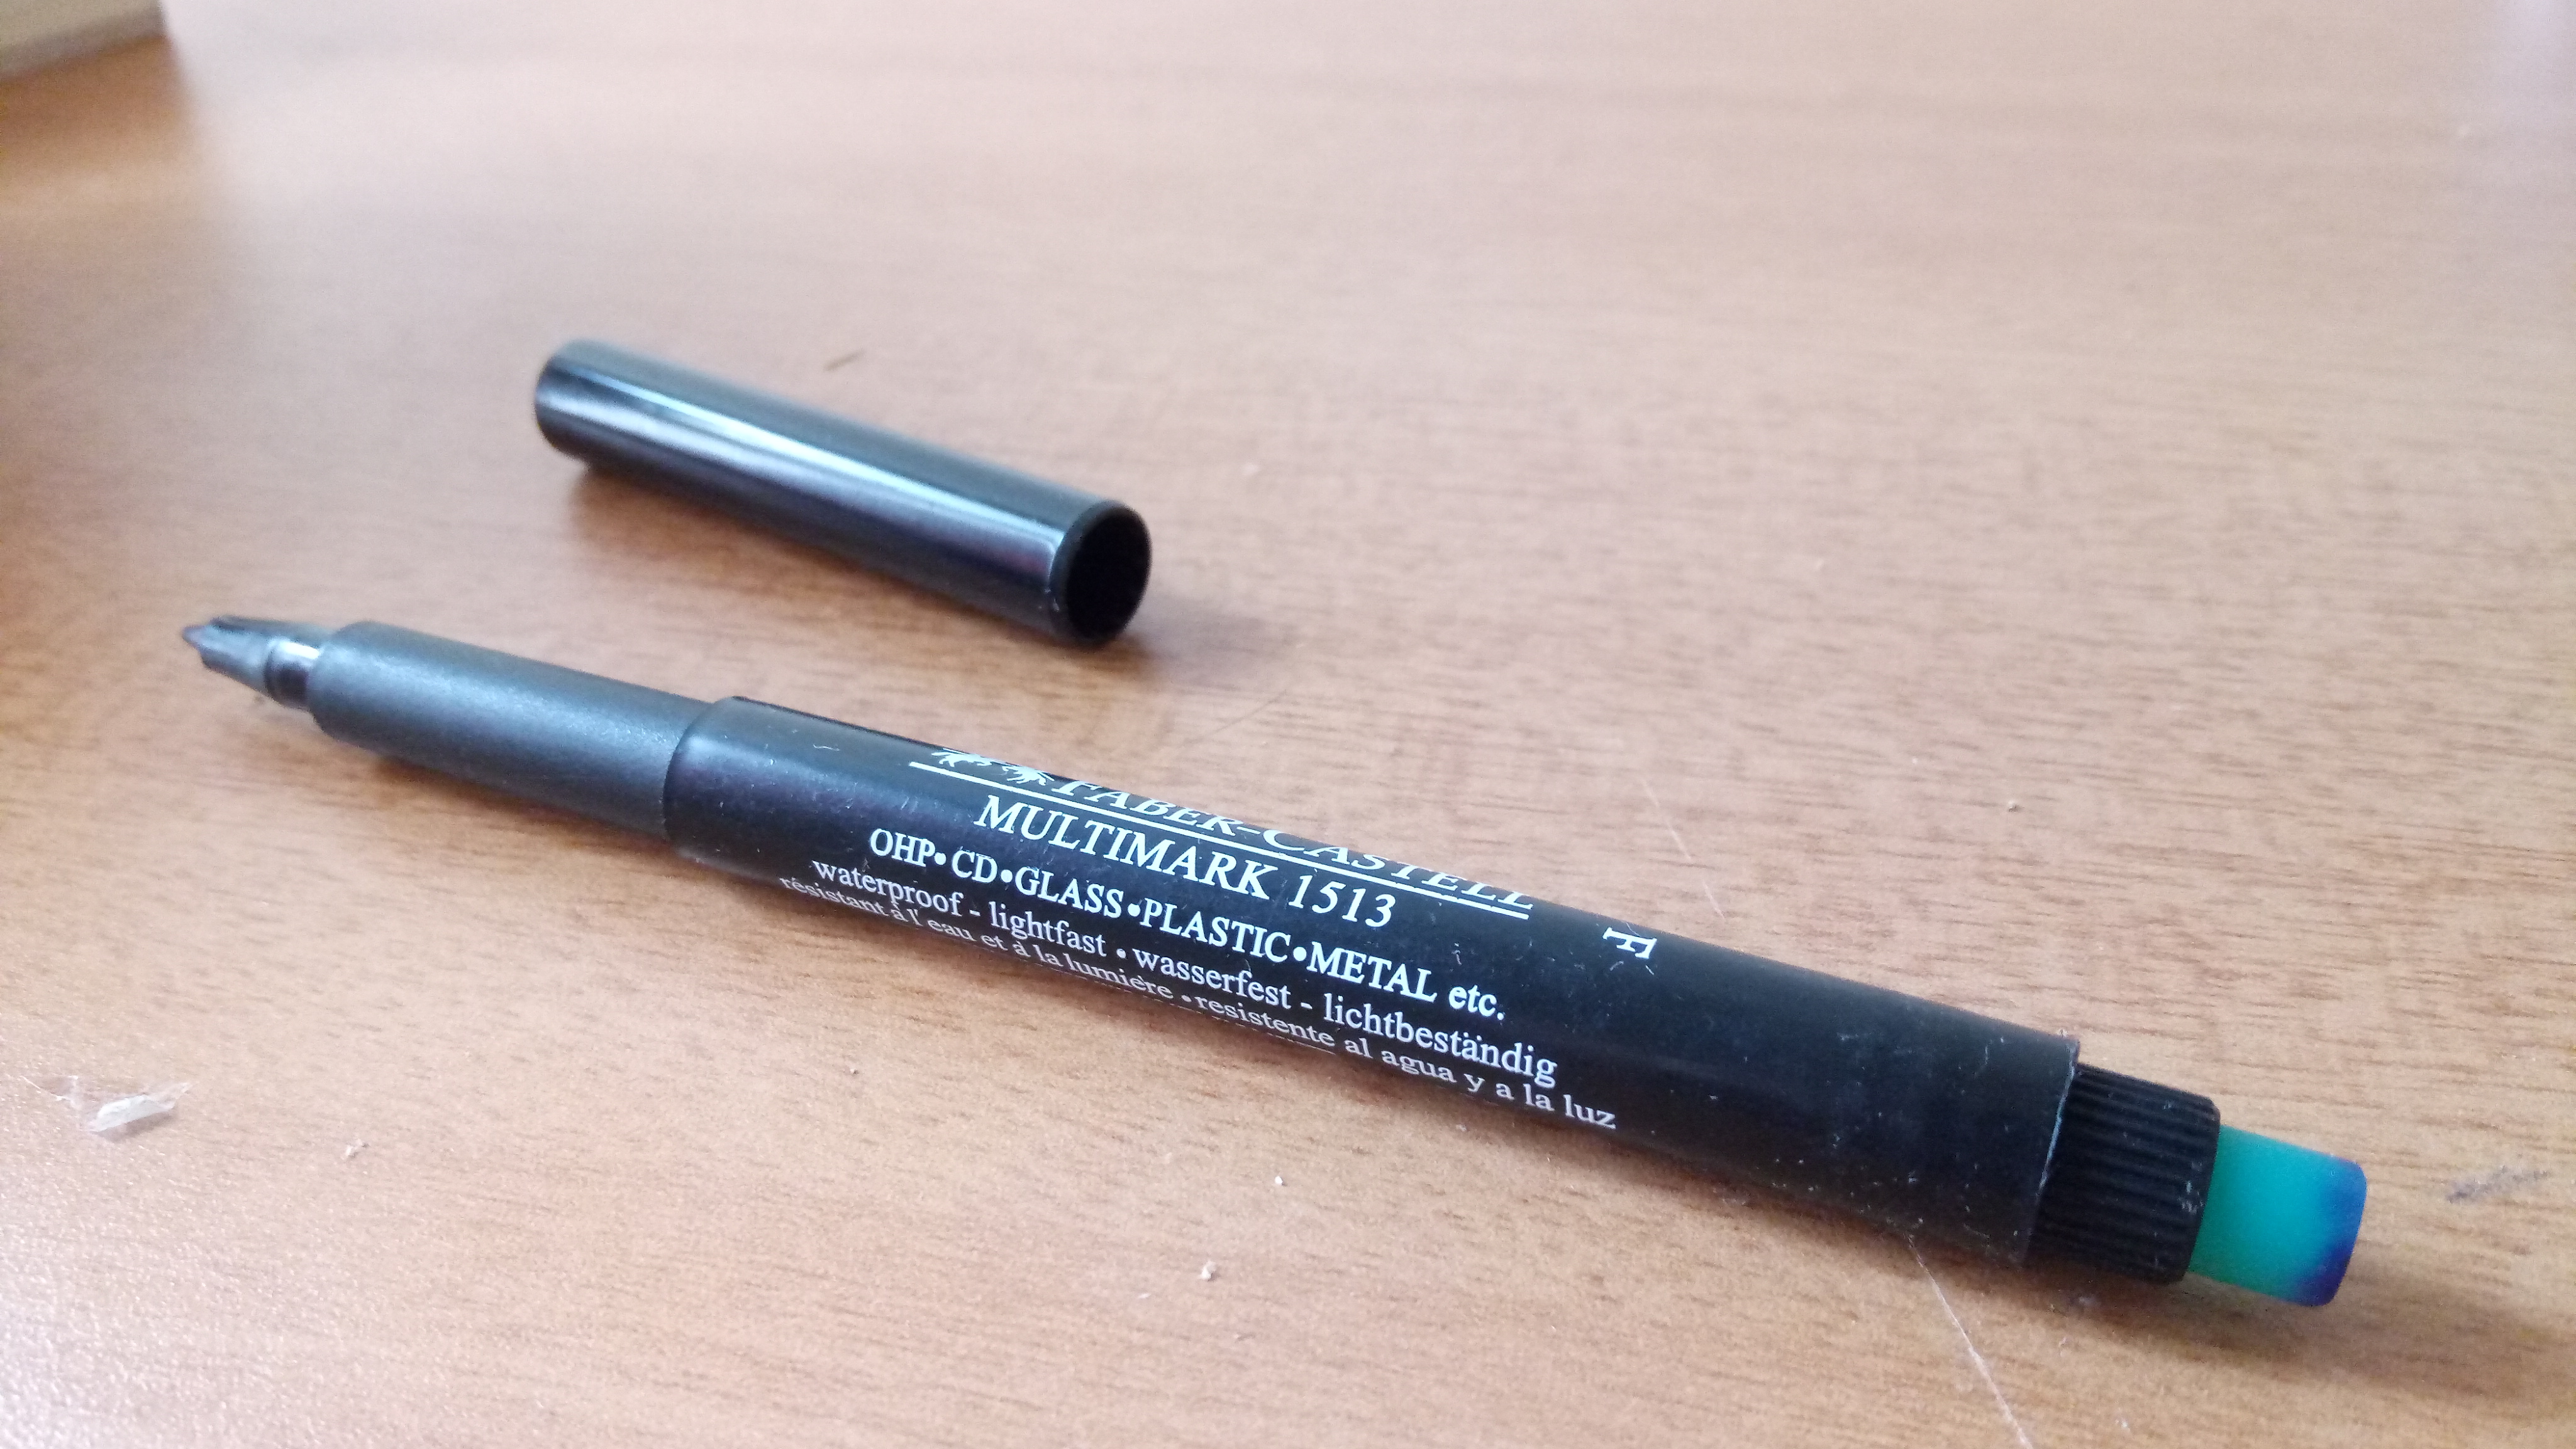 FABER-CASTELL
MULTIMARK 1513 F
OHP•CD•GLASS•PLASTIC•METAL etc.
waterproof - lightfast • wasserfest - lichtbeständig
résistant à l'eau et à la lumière • resistente al agua y a la luz